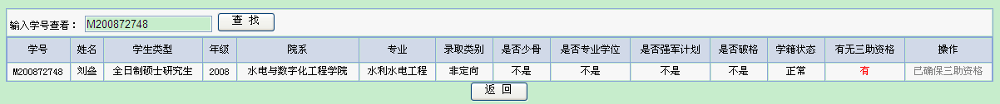 输入学号查看： M200872748 查 找
学号 姓名 学生类型 年级 院系 专业 录取类别 是否少骨 是否专业学位 是否强军计划 是否破格 学籍状态 有无三助资格 操作
M200872748 刘垒 全日制硕士研究生 2008 水电与数字化工程学院 水利水电工程 非定向 不是 不是 不是 不是 正常 有 已确保三助资格
返 回